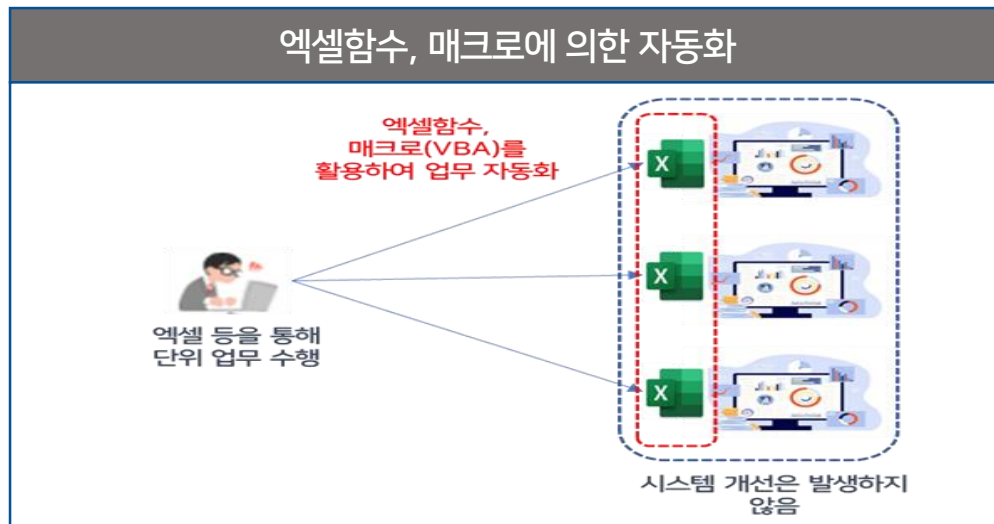 엑셀함수, 매크로에 의한 자동화
엑셀함수,
매크로(VBA)를
활용하여 업무 자동화
X
X
X
엑셀 등을 통해
단위 업무 수행
시스템 개선은 발생하지
않음